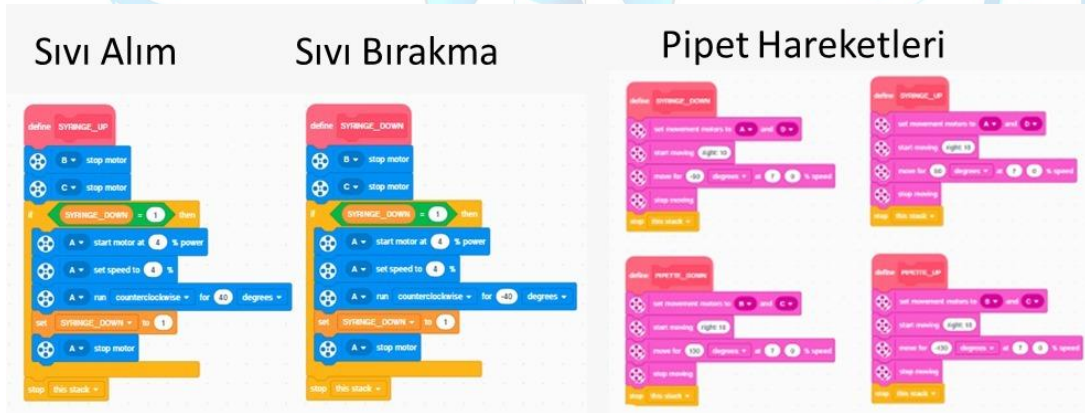 Sıvı Alım
define SYRINGE_UP
B stop motor
C stop motor
if SYRINGE_DOWN = 1 then
A start motor at 4 % power
A set speed to 4 %
A run counterclockwise for 40 degrees
set SYRINGE_DOWN to 1
A stop motor
stop this stack
Sıvı Bırakma
define SYRINGE_DOWN
B stop motor
C stop motor
if SYRINGE_DOWN = 1 then
A start motor at 4 % power
A set speed to 4 %
A run counterclockwise for -40 degrees
set SYRINGE_DOWN to 1
A stop motor
stop this stack
Pipet Hareketleri
define SYRINGE_DOWN
set movement motors to A and D
start moving right: 10
move for degrees at 7 0 % speed
stop moving
stop this stack
define SYRINGE_UP
set movement motors to A and D
start moving right: 10
move for degrees at 7 0 % speed
stop moving
stop this stack
define PIPETTE_DOWN
set movement motors to B and C
start moving right: 10
move for degrees at 7 0 % speed
stop moving
stop this stack
define PIPETTE_UP
set movement motors to B and C
start moving right: 10
move for degrees at 7 0 % speed
stop moving
stop this stack